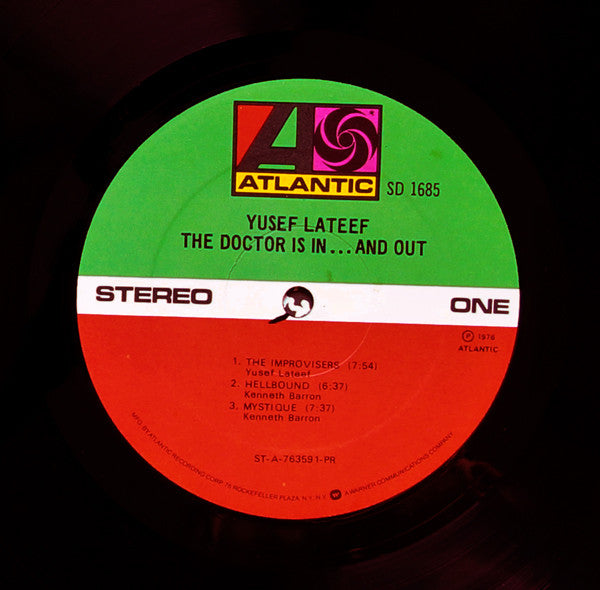 ATLANTIC
SD 1685
YUSEF LATEEF
THE DOCTOR IS IN...AND OUT
STEREO
ONE
℗ 1976
ATLANTIC
1. THE IMPROVISERS (7:54)
Yusef Lateef
2. HELLBOUND (6:37)
Kenneth Barron
3. MYSTIQUE (7:37)
Kenneth Barron
ST-A-763591-PR
MFG. BY ATLANTIC RECORDING CORP. 75 ROCKEFELLER PLAZA, N.Y., N.Y. A WARNER COMMUNICATIONS COMPANY